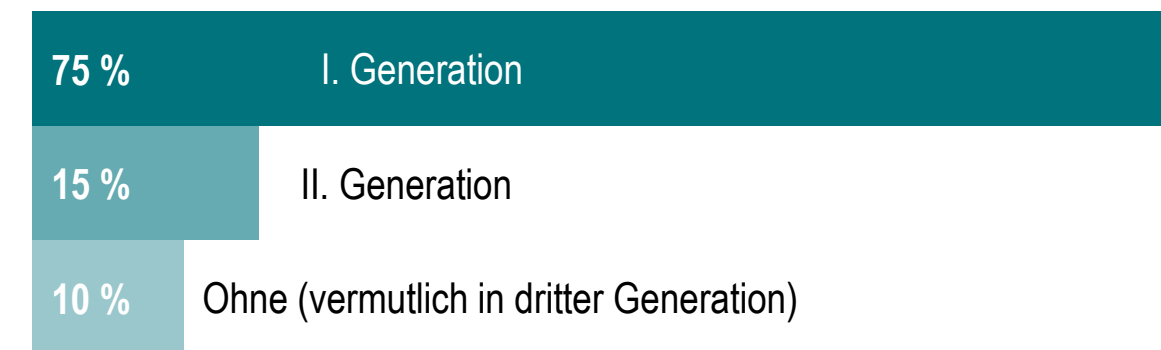 75 % I. Generation
15 % II. Generation
10 % Ohne (vermutlich in dritter Generation)